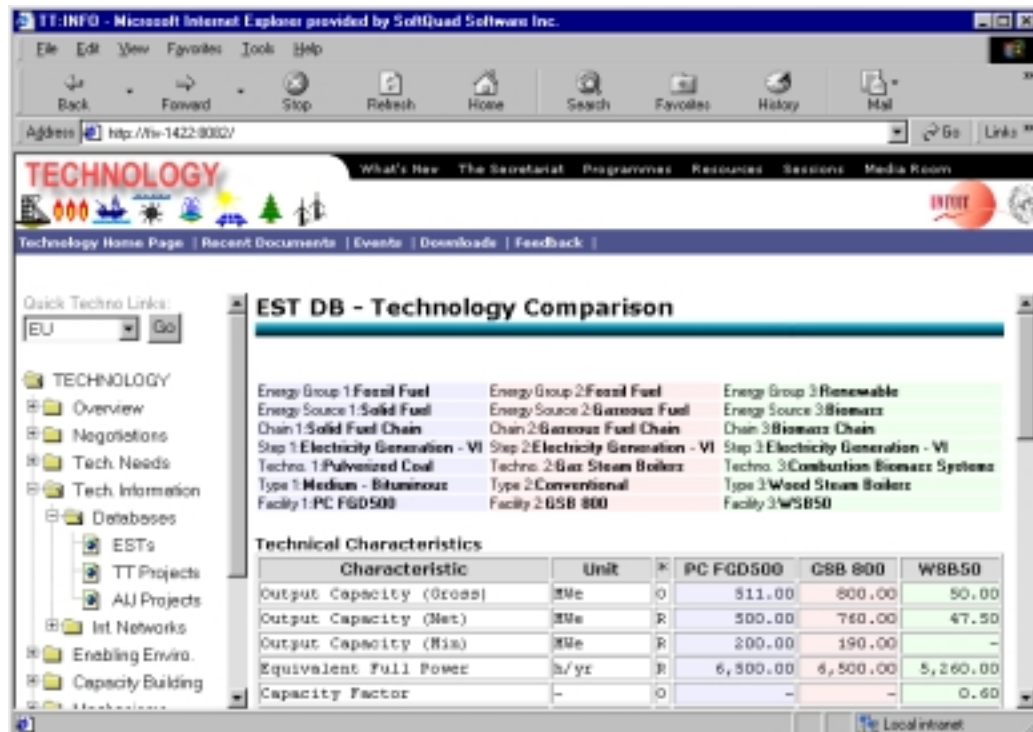 TT:INFO - Microsoft Internet Explorer provided by SoftQuad Software Inc.
File Edit View Favorites Tools Help
Back Forward Stop Refresh Home Search Favorites History Mail
Address http://fiv-1422:8082/ Go Links
TECHNOLOGY
What's New The Secretariat Programmes Resources Sessions Media Room
Technology Home Page | Recent Documents | Events | Downloads | Feedback |
Quick Techno Links:
EU Go
TECHNOLOGY
Overview
Negotiations
Tech. Needs
Tech. Information
Databases
ESTs
TT Projects
AIJ Projects
Int. Networks
Enabling Enviro.
Capacity Building
Mechanisms
EST DB - Technology Comparison
Energy Group 1:Fossil Fuel Energy Group 2:Fossil Fuel Energy Group 3:Renewable
Energy Source 1:Solid Fuel Energy Source 2:Gaseous Fuel Energy Source 3:Biomass
Chain 1:Solid Fuel Chain Chain 2:Gaseous Fuel Chain Chain 3:Biomass Chain
Step 1:Electricity Generation - VI Step 2:Electricity Generation - VI Step 3:Electricity Generation - VI
Techno. 1:Pulverized Coal Techno. 2:Gas Steam Boilers Techno. 3:Combustion Biomass Systems
Type 1:Medium - Bituminous Type 2:Conventional Type 3:Wood Steam Boilers
Facility 1:PC FGD500 Facility 2:GSB 800 Facility 3:WSB50
Technical Characteristics
Characteristic Unit * PC FGD500 GSB 800 WSB50
Output Capacity (Gross) MWe O 511.00 800.00 50.00
Output Capacity (Net) MWe R 500.00 760.00 47.50
Output Capacity (Min) MWe R 200.00 190.00 -
Equivalent Full Power h/yr R 6,500.00 6,500.00 5,260.00
Capacity Factor - O - - 0.60
Local intranet